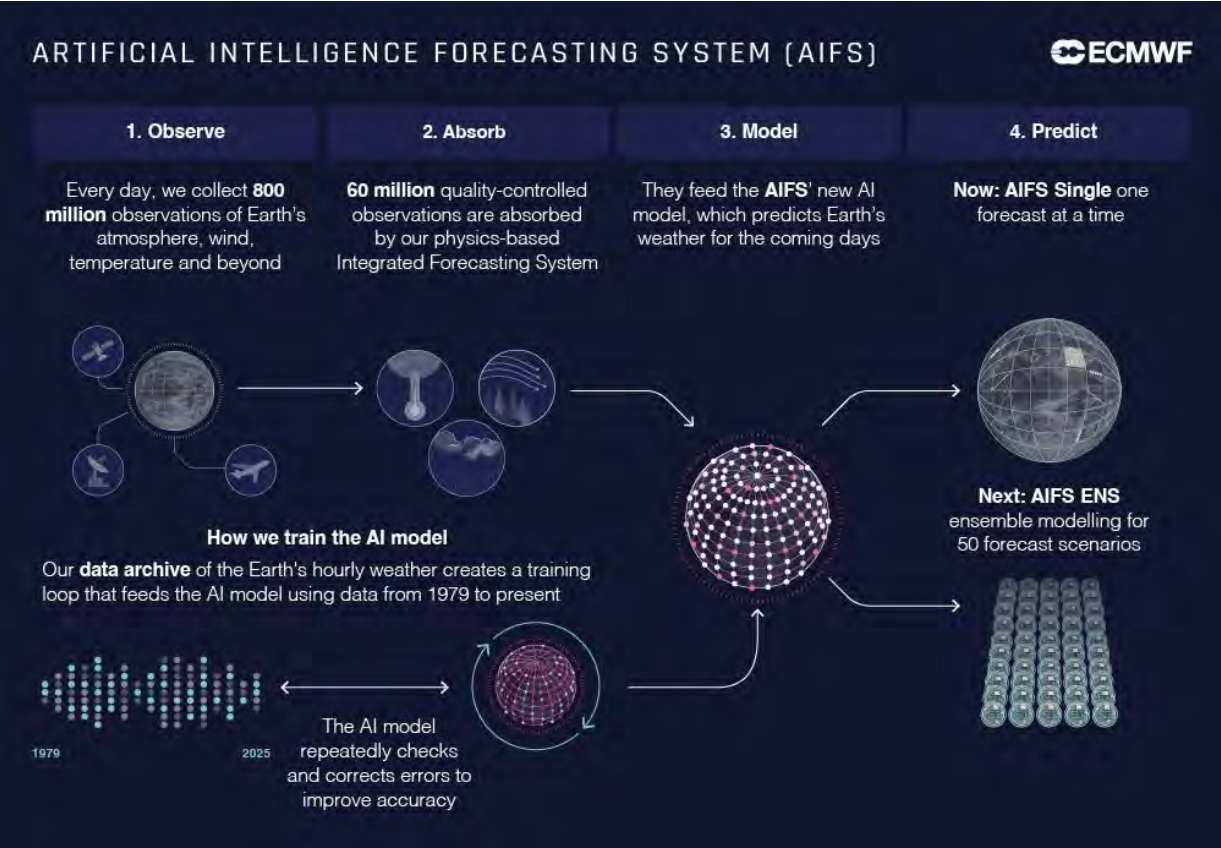 ARTIFICIAL INTELLIGENCE FORECASTING SYSTEM (AIFS)
ECMWF
1. Observe
Every day, we collect 800
million observations of Earth's
atmosphere, wind,
temperature and beyond
2. Absorb
60 million quality-controlled
observations are absorbed
by our physics-based
Integrated Forecasting System
3. Model
They feed the AIFS' new AI
model, which predicts Earth's
weather for the coming days
4. Predict
Now: AIFS Single one
forecast at a time
Next: AIFS ENS
ensemble modelling for
50 forecast scenarios
How we train the AI model
Our data archive of the Earth's hourly weather creates a training
loop that feeds the AI model using data from 1979 to present
1979
2025
The AI model
repeatedly checks
and corrects errors to
improve accuracy